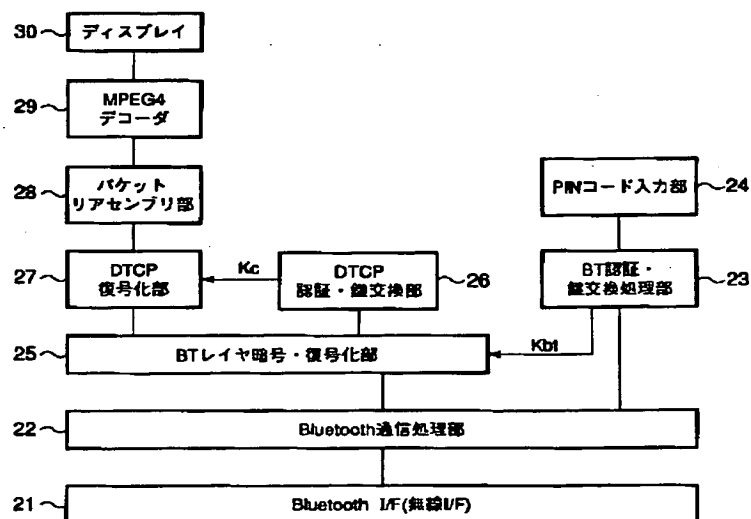 30
ディスプレイ
29
MPEG4
デコーダ
28
パケット
リアセンブリ部
PINコード入力部
24
27
DTCP
復号化部
Kc
DTCP
認証・鍵交換部
26
BT認証・
鍵交換処理部
23
25
BTレイヤ暗号・復号化部
Kbt
22
Bluetooth通信処理部
21
Bluetooth I/F(無線I/F)